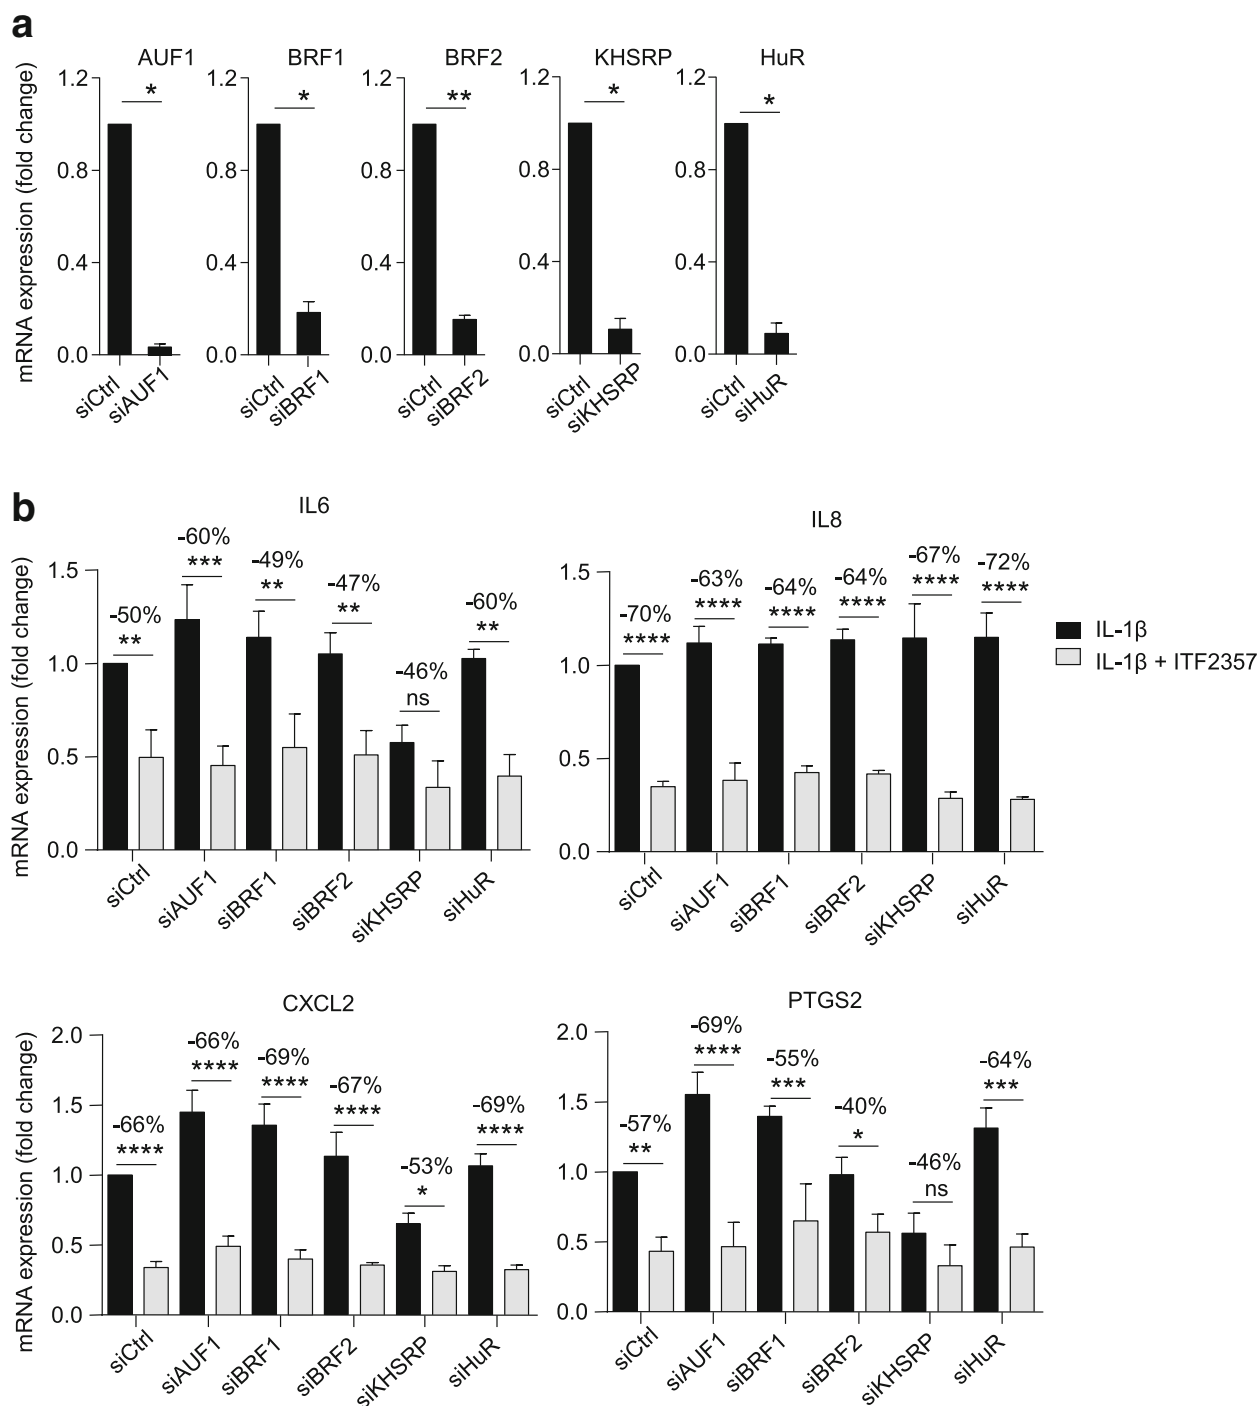 a
AUF1 BRF1 BRF2 KHSRP HuR
mRNA expression (fold change)
1.2 1.2 1.2 1.2 1.2
* * ** * *
0.8 0.8 0.8 0.8 0.8
0.4 0.4 0.4 0.4 0.4
0.0 0.0 0.0 0.0 0.0
siCtrl siAUF1 siCtrl siBRF1 siCtrl siBRF2 siCtrl siKHSRP siCtrl siHuR
b
IL6
mRNA expression (fold change)
1.5
1.0
0.5
0.0
-50% -60% -49% -47% -46% -60%
** *** ** ** ns **
siCtrl siAUF1 siBRF1 siBRF2 siKHSRP siHuR
IL8
1.5
1.0
0.5
0.0
-70% -63% -64% -64% -67% -72%
**** **** **** **** **** ****
siCtrl siAUF1 siBRF1 siBRF2 siKHSRP siHuR
IL-1β
IL-1β + ITF2357
CXCL2
mRNA expression (fold change)
2.0
1.5
1.0
0.5
0.0
-66% -66% -69% -67% -53% -69%
**** **** **** **** * ****
siCtrl siAUF1 siBRF1 siBRF2 siKHSRP siHuR
PTGS2
2.0
1.5
1.0
0.5
0.0
-57% -69% -55% -40% -46% -64%
** **** *** * ns ***
siCtrl siAUF1 siBRF1 siBRF2 siKHSRP siHuR